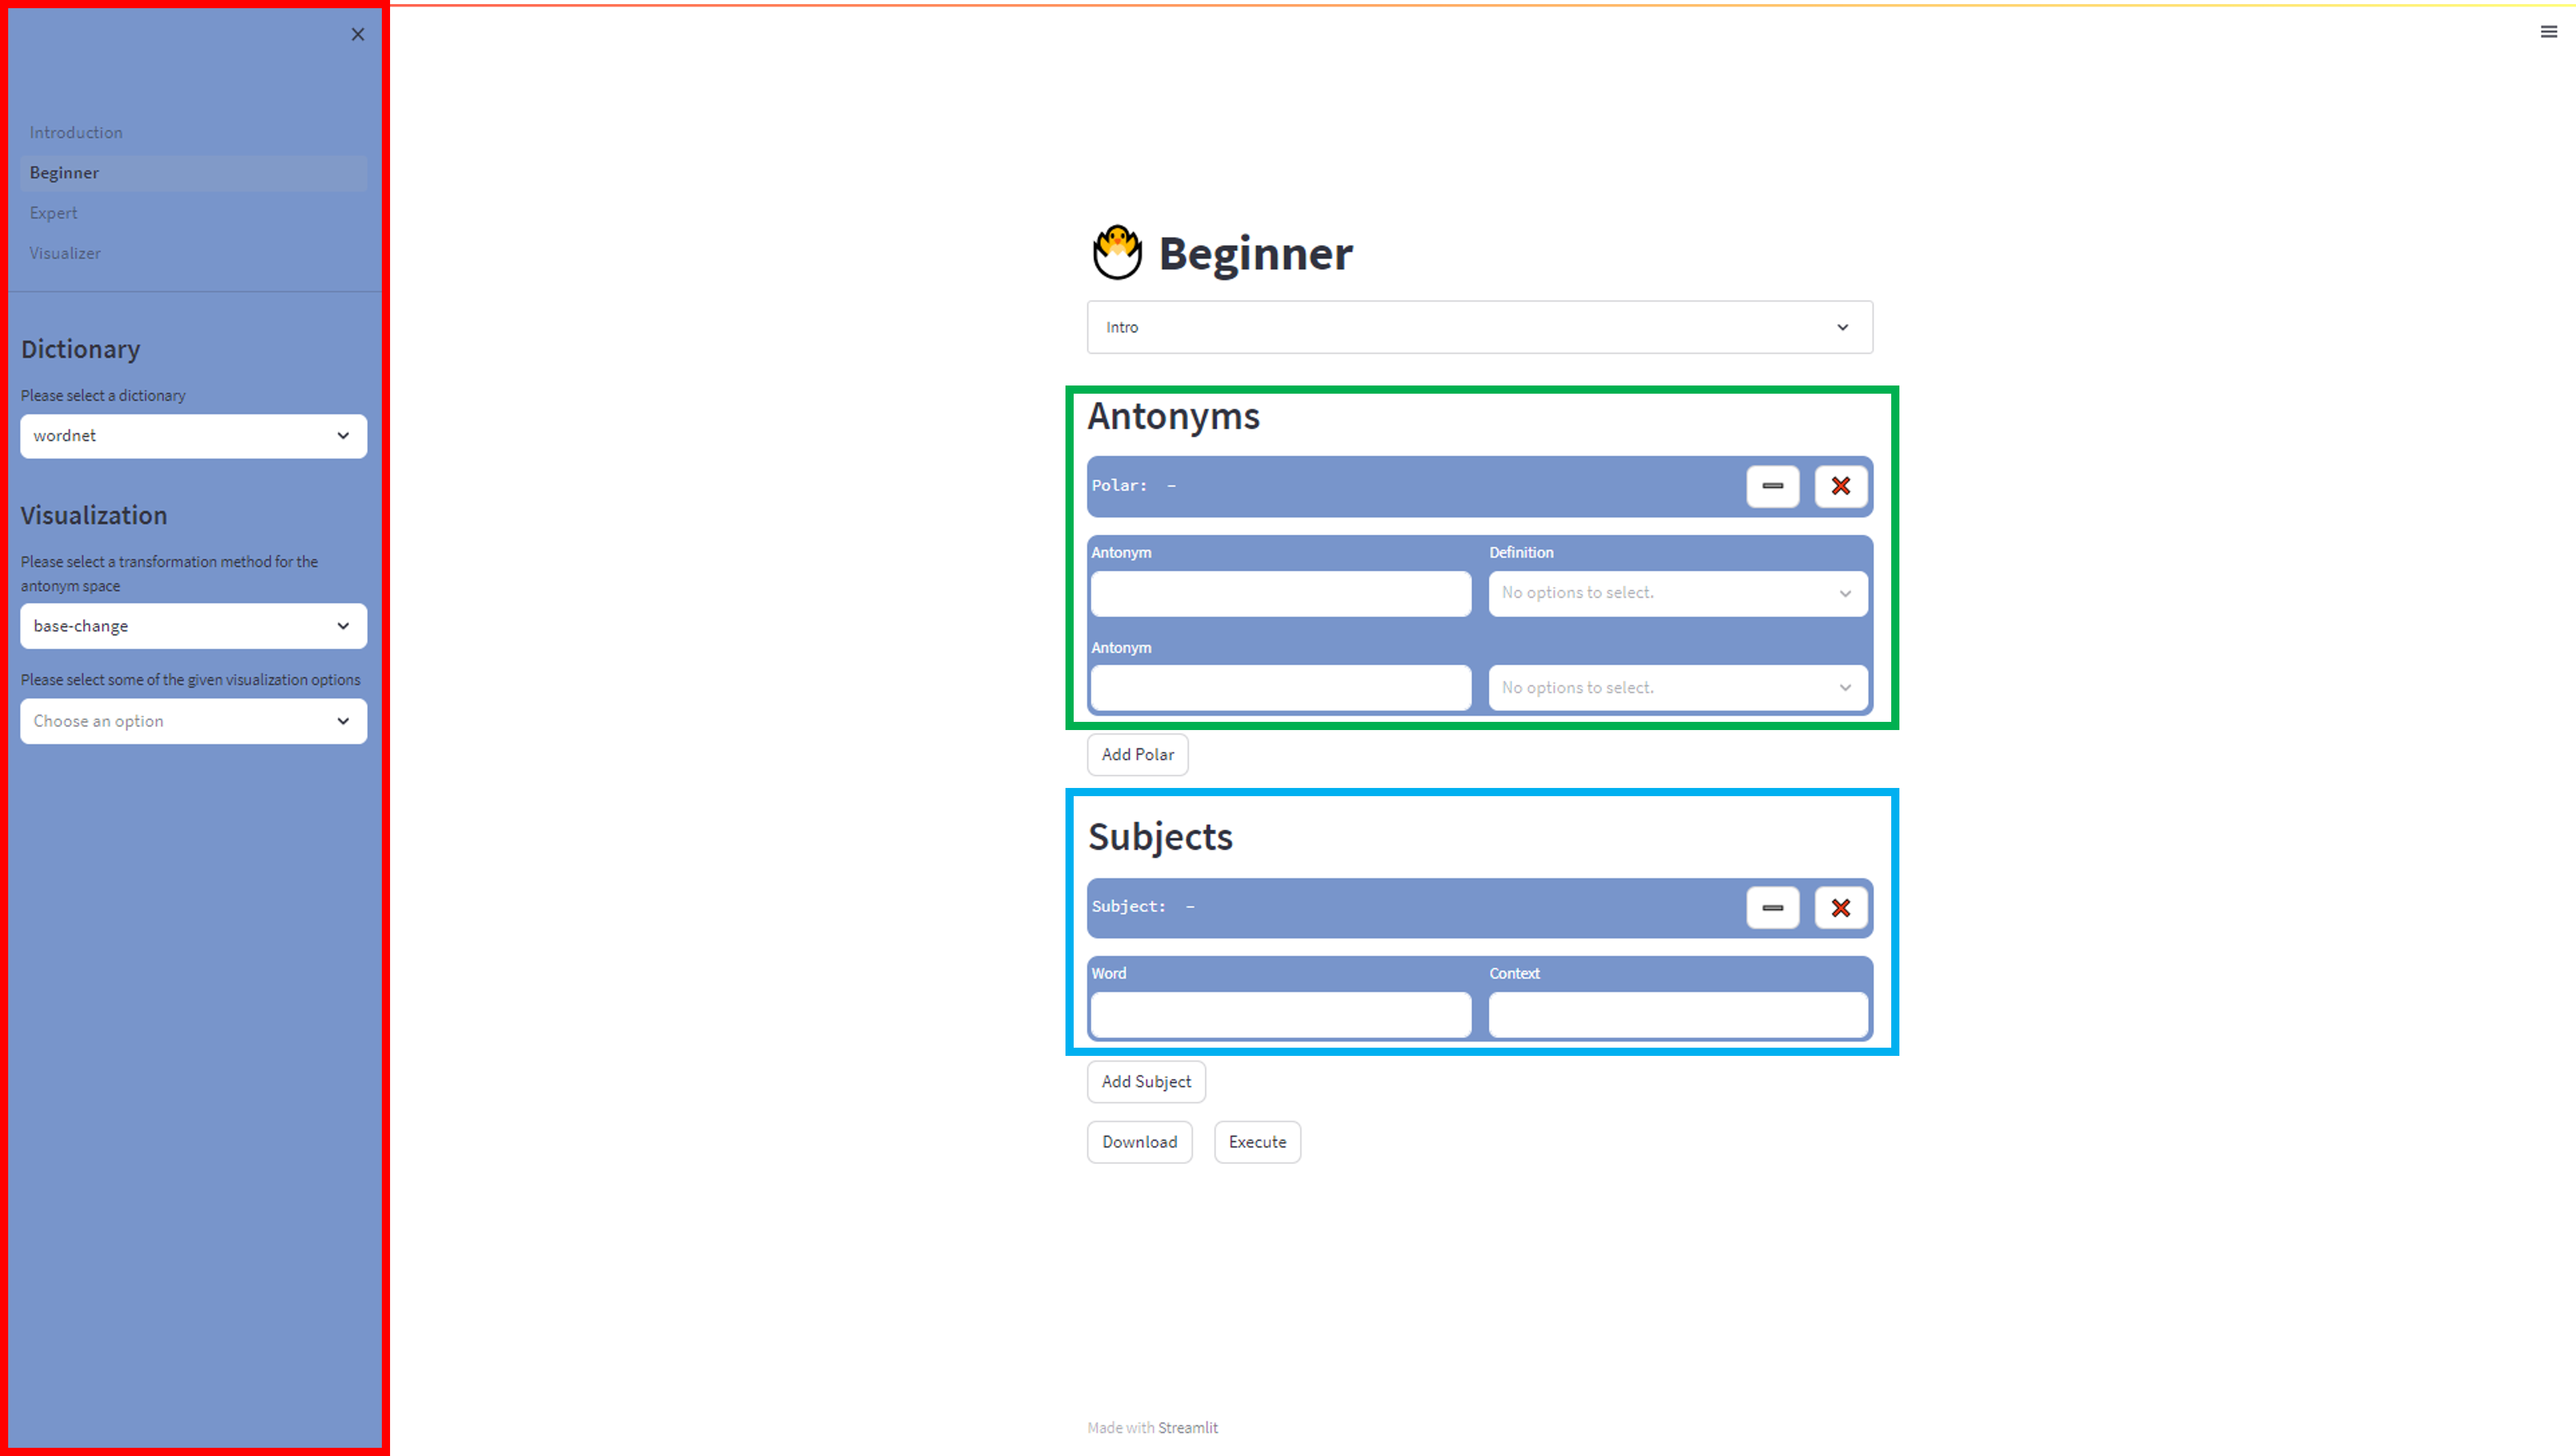 Introduction
Beginner
Expert
Visualizer
Dictionary
Please select a dictionary
wordnet
Visualization
Please select a transformation method for the
antonym space
base-change
Please select some of the given visualization options
Choose an option
Beginner
Intro
Antonyms
Polar: –
Antonym Definition
No options to select.
Antonym
No options to select.
Add Polar
Subjects
Subject: –
Word Context
Add Subject
Download Execute
Made with Streamlit